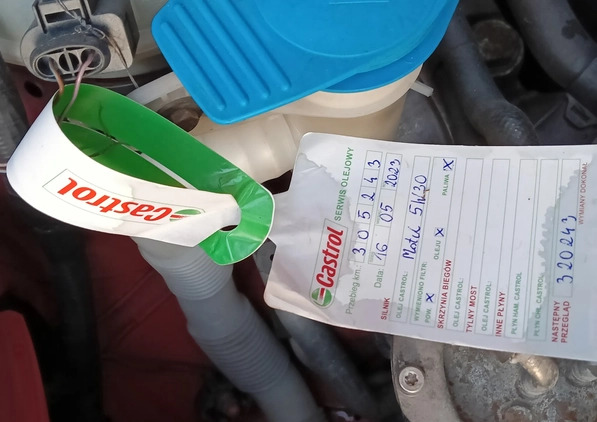 Castrol
Castrol SERWIS OLEJOWY
Przebieg km: 305243
Data: 16 05 2023
SILNIK
OLEJ CASTROL: Motul 5W30
WYMIENIONO FILTR:
POW. X OLEJU X PALIWA X
SKRZYNIA BIEGÓW
OLEJ CASTROL:
TYLNY MOST
OLEJ CASTROL:
INNE PŁYNY
PŁYN HAM. CASTROL
PŁYN CHŁ. CASTROL
NASTĘPNY
PRZEGLĄD 320243
WYMIANY DOKONAŁ